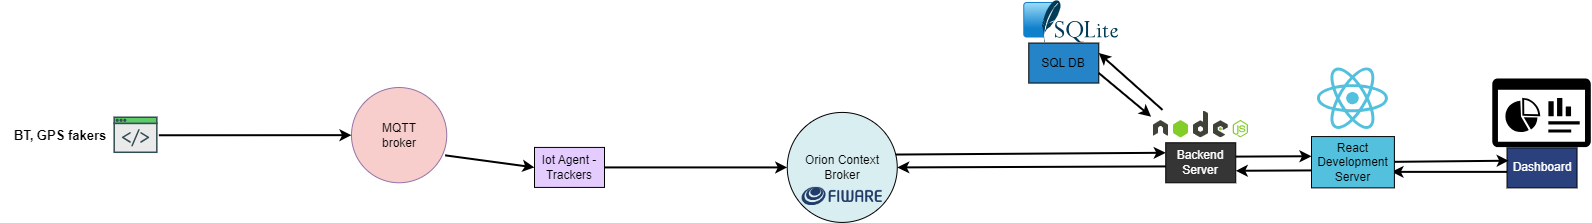 SQLite
SQL DB
BT, GPS fakers
</>
MQTT
broker
Iot Agent -
Trackers
Orion Context
Broker
FIWARE
node
JS
Backend
Server
React
Development
Server
Dashboard